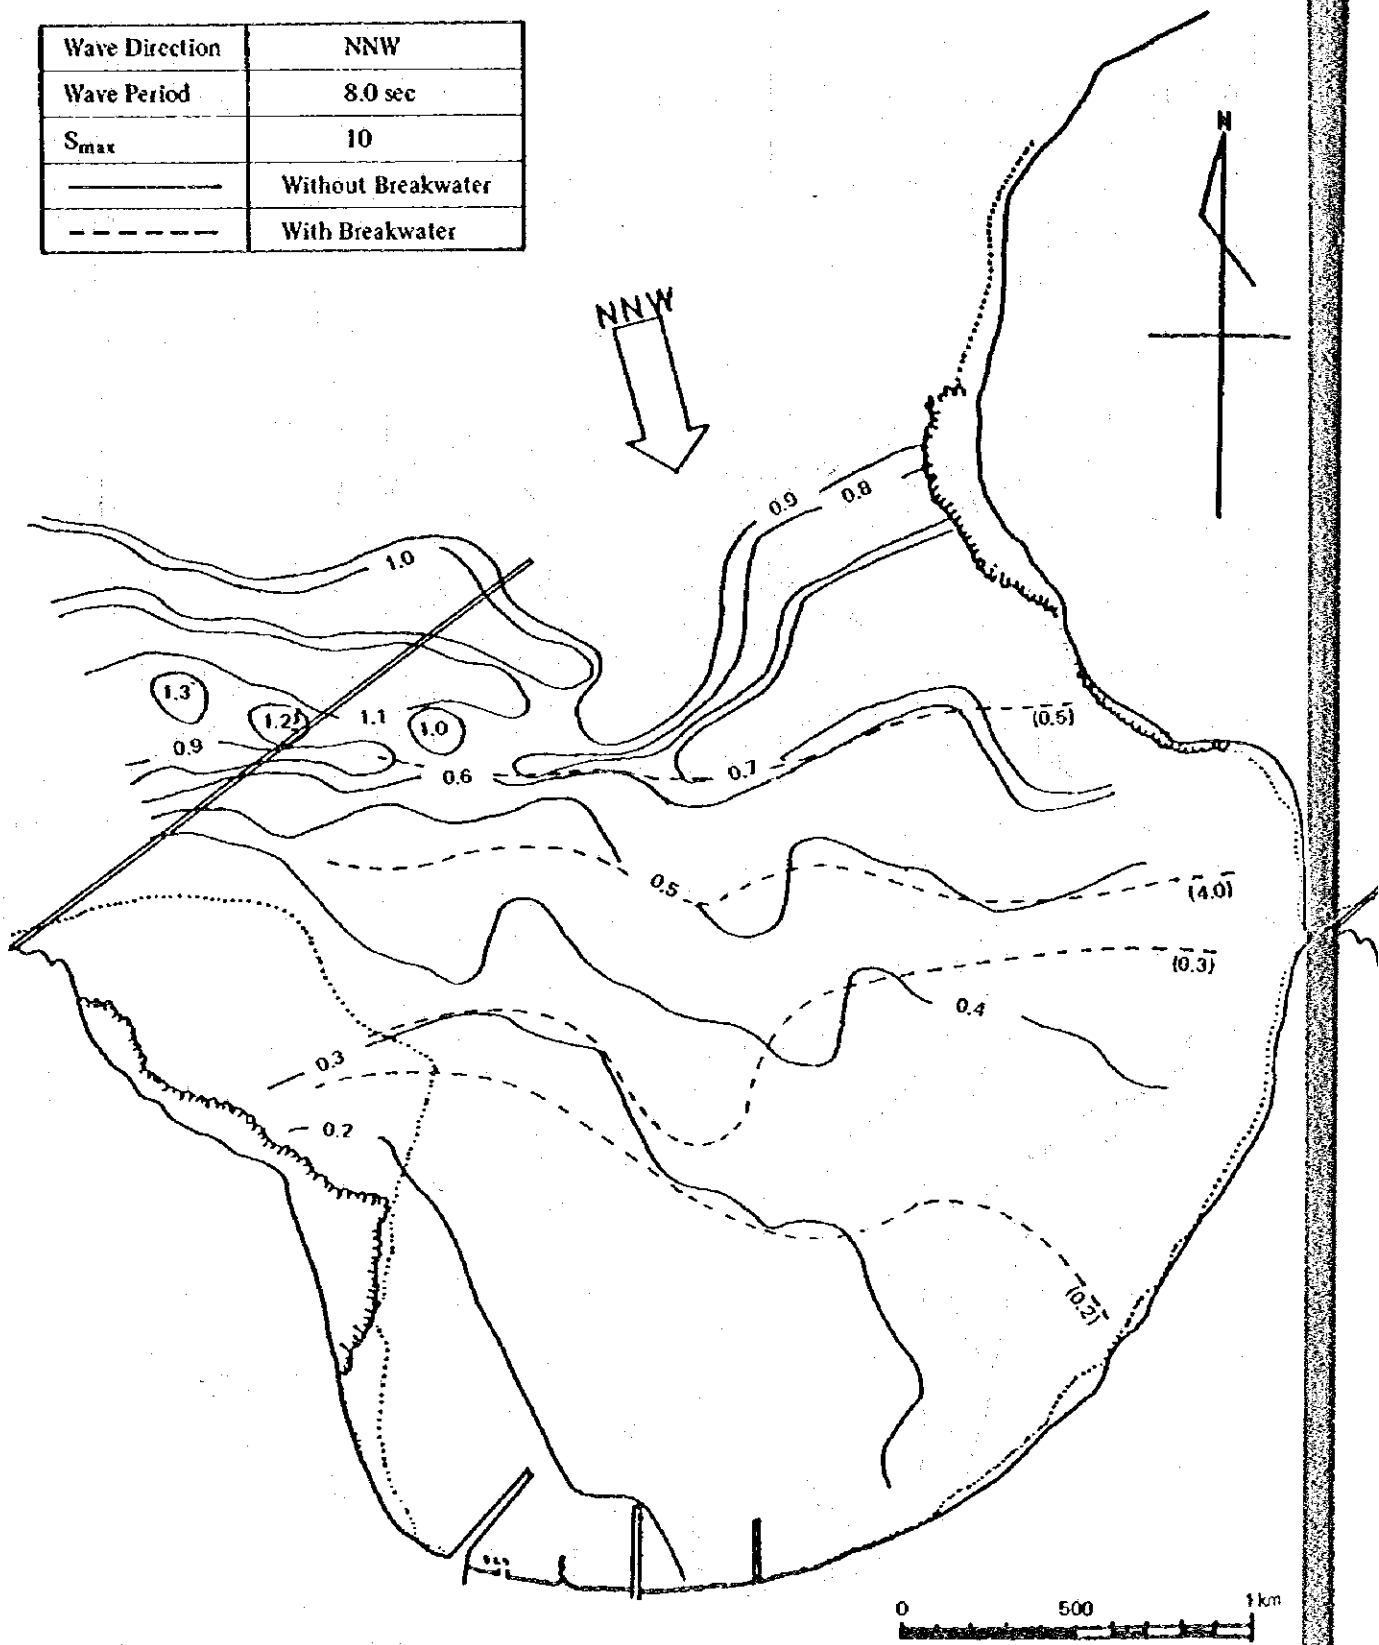 Wave Direction NNW
Wave Period 8.0 sec
Smax 10
Without Breakwater
With Breakwater
N
NNW
0.9 0.8
1.0
1.3
1.2
1.1
1.0
0.9
0.6
0.7
(0.5)
0.5
(4.0)
(0.3)
0.4
0.3
0.2
(0.2)
0 500 1 km